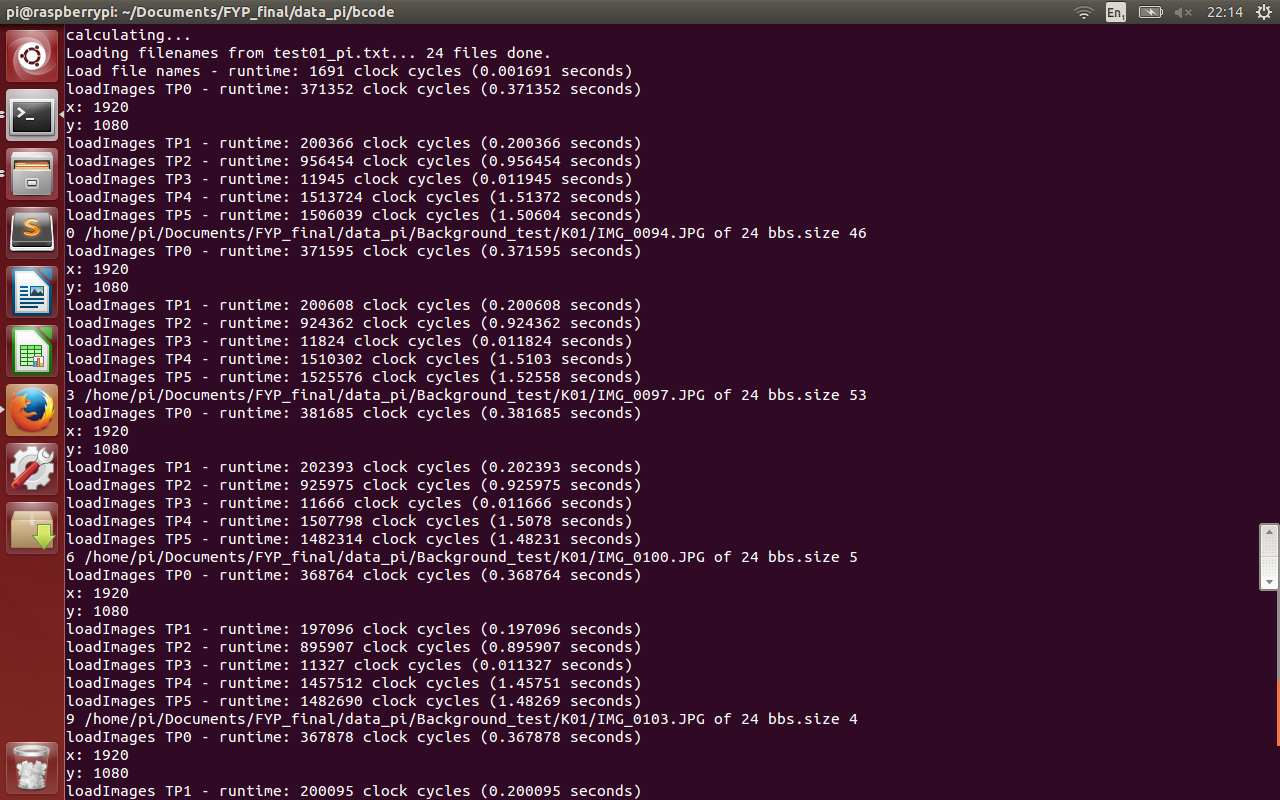 pi@raspberrypi: ~/Documents/FYP_final/data_pi/bcode
En1
22:14
calculating...
Loading filenames from test01_pi.txt... 24 files done.
Load file names - runtime: 1691 clock cycles (0.001691 seconds)
loadImages TP0 - runtime: 371352 clock cycles (0.371352 seconds)
x: 1920
y: 1080
loadImages TP1 - runtime: 200366 clock cycles (0.200366 seconds)
loadImages TP2 - runtime: 956454 clock cycles (0.956454 seconds)
loadImages TP3 - runtime: 11945 clock cycles (0.011945 seconds)
loadImages TP4 - runtime: 1513724 clock cycles (1.51372 seconds)
loadImages TP5 - runtime: 1506039 clock cycles (1.50604 seconds)
0 /home/pi/Documents/FYP_final/data_pi/Background_test/K01/IMG_0094.JPG of 24 bbs.size 46
loadImages TP0 - runtime: 371595 clock cycles (0.371595 seconds)
x: 1920
y: 1080
loadImages TP1 - runtime: 200608 clock cycles (0.200608 seconds)
loadImages TP2 - runtime: 924362 clock cycles (0.924362 seconds)
loadImages TP3 - runtime: 11824 clock cycles (0.011824 seconds)
loadImages TP4 - runtime: 1510302 clock cycles (1.5103 seconds)
loadImages TP5 - runtime: 1525576 clock cycles (1.52558 seconds)
3 /home/pi/Documents/FYP_final/data_pi/Background_test/K01/IMG_0097.JPG of 24 bbs.size 53
loadImages TP0 - runtime: 381685 clock cycles (0.381685 seconds)
x: 1920
y: 1080
loadImages TP1 - runtime: 202393 clock cycles (0.202393 seconds)
loadImages TP2 - runtime: 925975 clock cycles (0.925975 seconds)
loadImages TP3 - runtime: 11666 clock cycles (0.011666 seconds)
loadImages TP4 - runtime: 1507798 clock cycles (1.5078 seconds)
loadImages TP5 - runtime: 1482314 clock cycles (1.48231 seconds)
6 /home/pi/Documents/FYP_final/data_pi/Background_test/K01/IMG_0100.JPG of 24 bbs.size 5
loadImages TP0 - runtime: 368764 clock cycles (0.368764 seconds)
x: 1920
y: 1080
loadImages TP1 - runtime: 197096 clock cycles (0.197096 seconds)
loadImages TP2 - runtime: 895907 clock cycles (0.895907 seconds)
loadImages TP3 - runtime: 11327 clock cycles (0.011327 seconds)
loadImages TP4 - runtime: 1457512 clock cycles (1.45751 seconds)
loadImages TP5 - runtime: 1482690 clock cycles (1.48269 seconds)
9 /home/pi/Documents/FYP_final/data_pi/Background_test/K01/IMG_0103.JPG of 24 bbs.size 4
loadImages TP0 - runtime: 367878 clock cycles (0.367878 seconds)
x: 1920
y: 1080
loadImages TP1 - runtime: 200095 clock cycles (0.200095 seconds)